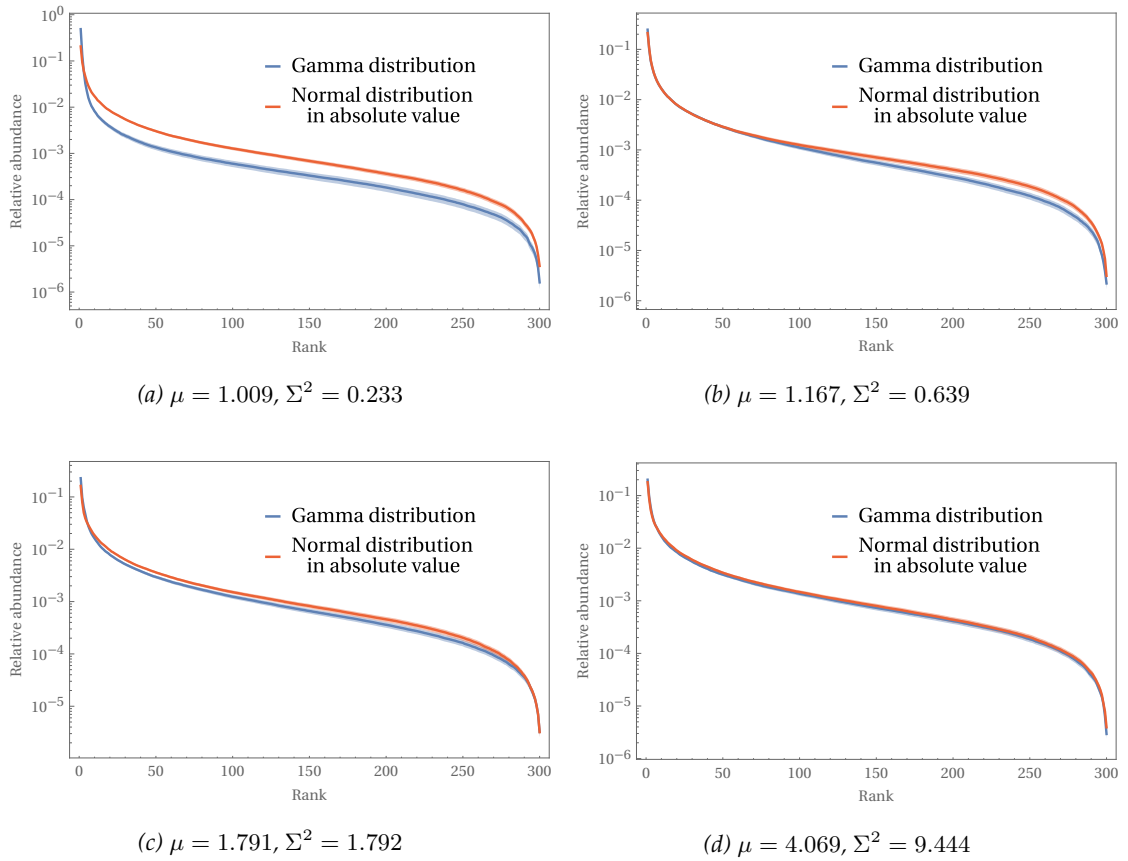 10^0
10^-1
10^-2
10^-3
10^-4
10^-5
10^-6
Relative abundance
Gamma distribution
Normal distribution
in absolute value
0 50 100 150 200 250 300
Rank
(a) μ = 1.009, Σ² = 0.233
10^-1
10^-2
10^-3
10^-4
10^-5
10^-6
Relative abundance
Gamma distribution
Normal distribution
in absolute value
0 50 100 150 200 250 300
Rank
(b) μ = 1.167, Σ² = 0.639
10^-1
10^-2
10^-3
10^-4
10^-5
Relative abundance
Gamma distribution
Normal distribution
in absolute value
0 50 100 150 200 250 300
Rank
(c) μ = 1.791, Σ² = 1.792
10^-1
10^-2
10^-3
10^-4
10^-5
10^-6
Relative abundance
Gamma distribution
Normal distribution
in absolute value
0 50 100 150 200 250 300
Rank
(d) μ = 4.069, Σ² = 9.444